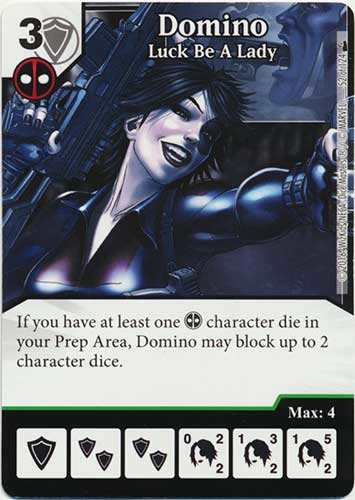 3
Domino
Luck Be A Lady
If you have at least one character die in
your Prep Area, Domino may block up to 2
character dice.
Max: 4
0 2 2
1 3 2
1 5 2